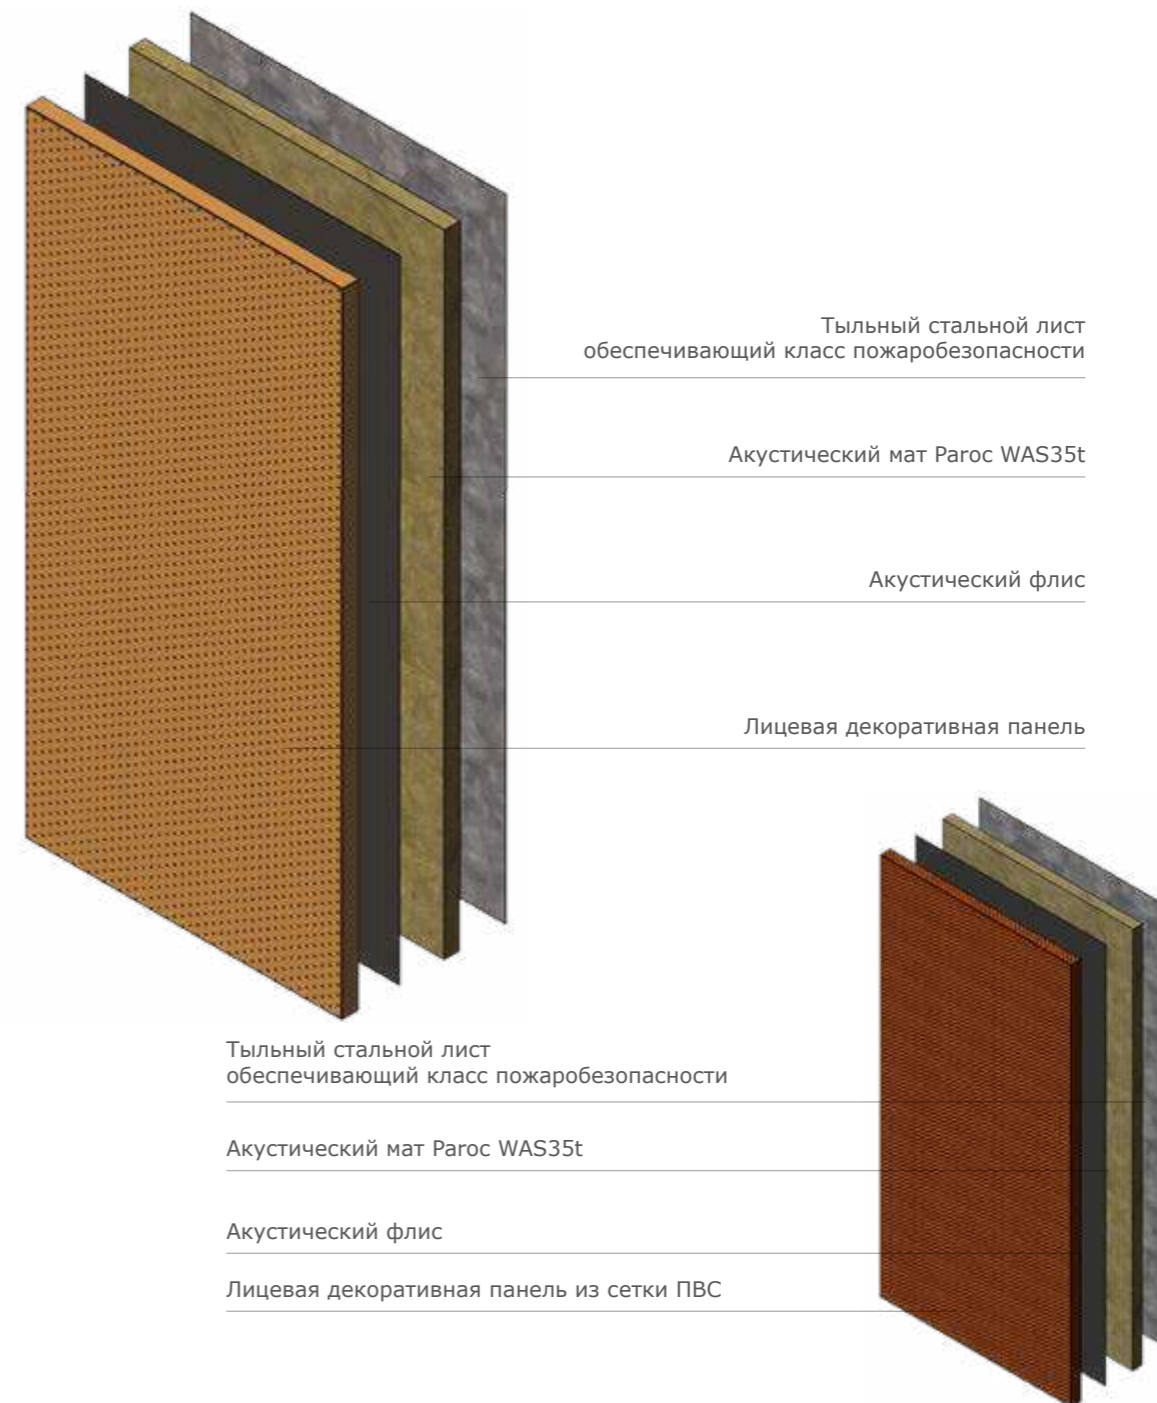 Тыльный стальной лист
обеспечивающий класс пожаробезопасности
Акустический мат Paroc WAS35t
Акустический флис
Лицевая декоративная панель
Тыльный стальной лист
обеспечивающий класс пожаробезопасности
Акустический мат Paroc WAS35t
Акустический флис
Лицевая декоративная панель из сетки ПВС